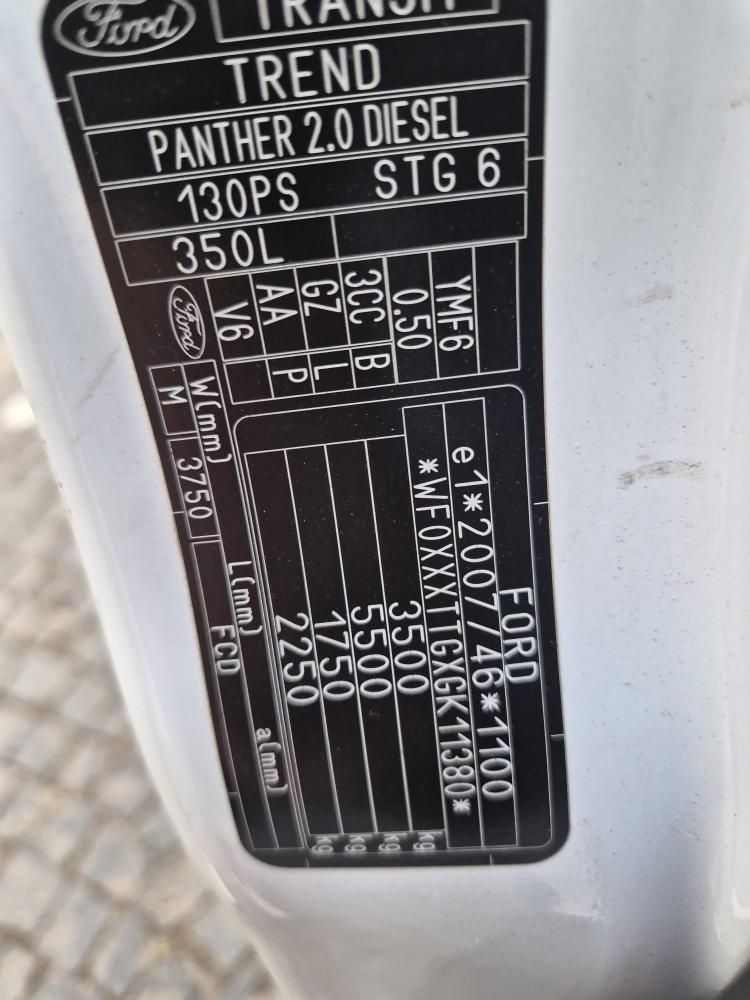 Ford
TRANSIT
TREND
PANTHER 2.0 DIESEL
130PS STG 6
350L
YMF6
0.50
3CC B
GZ L
AA P
V6
Ford
FORD
e1*2007/46*1100
*WF0XXXTTGXGK11380*
3500 kg
5500 kg
1750 kg
2250 kg
W(mm) L(mm) a(mm)
M 3750 FCD